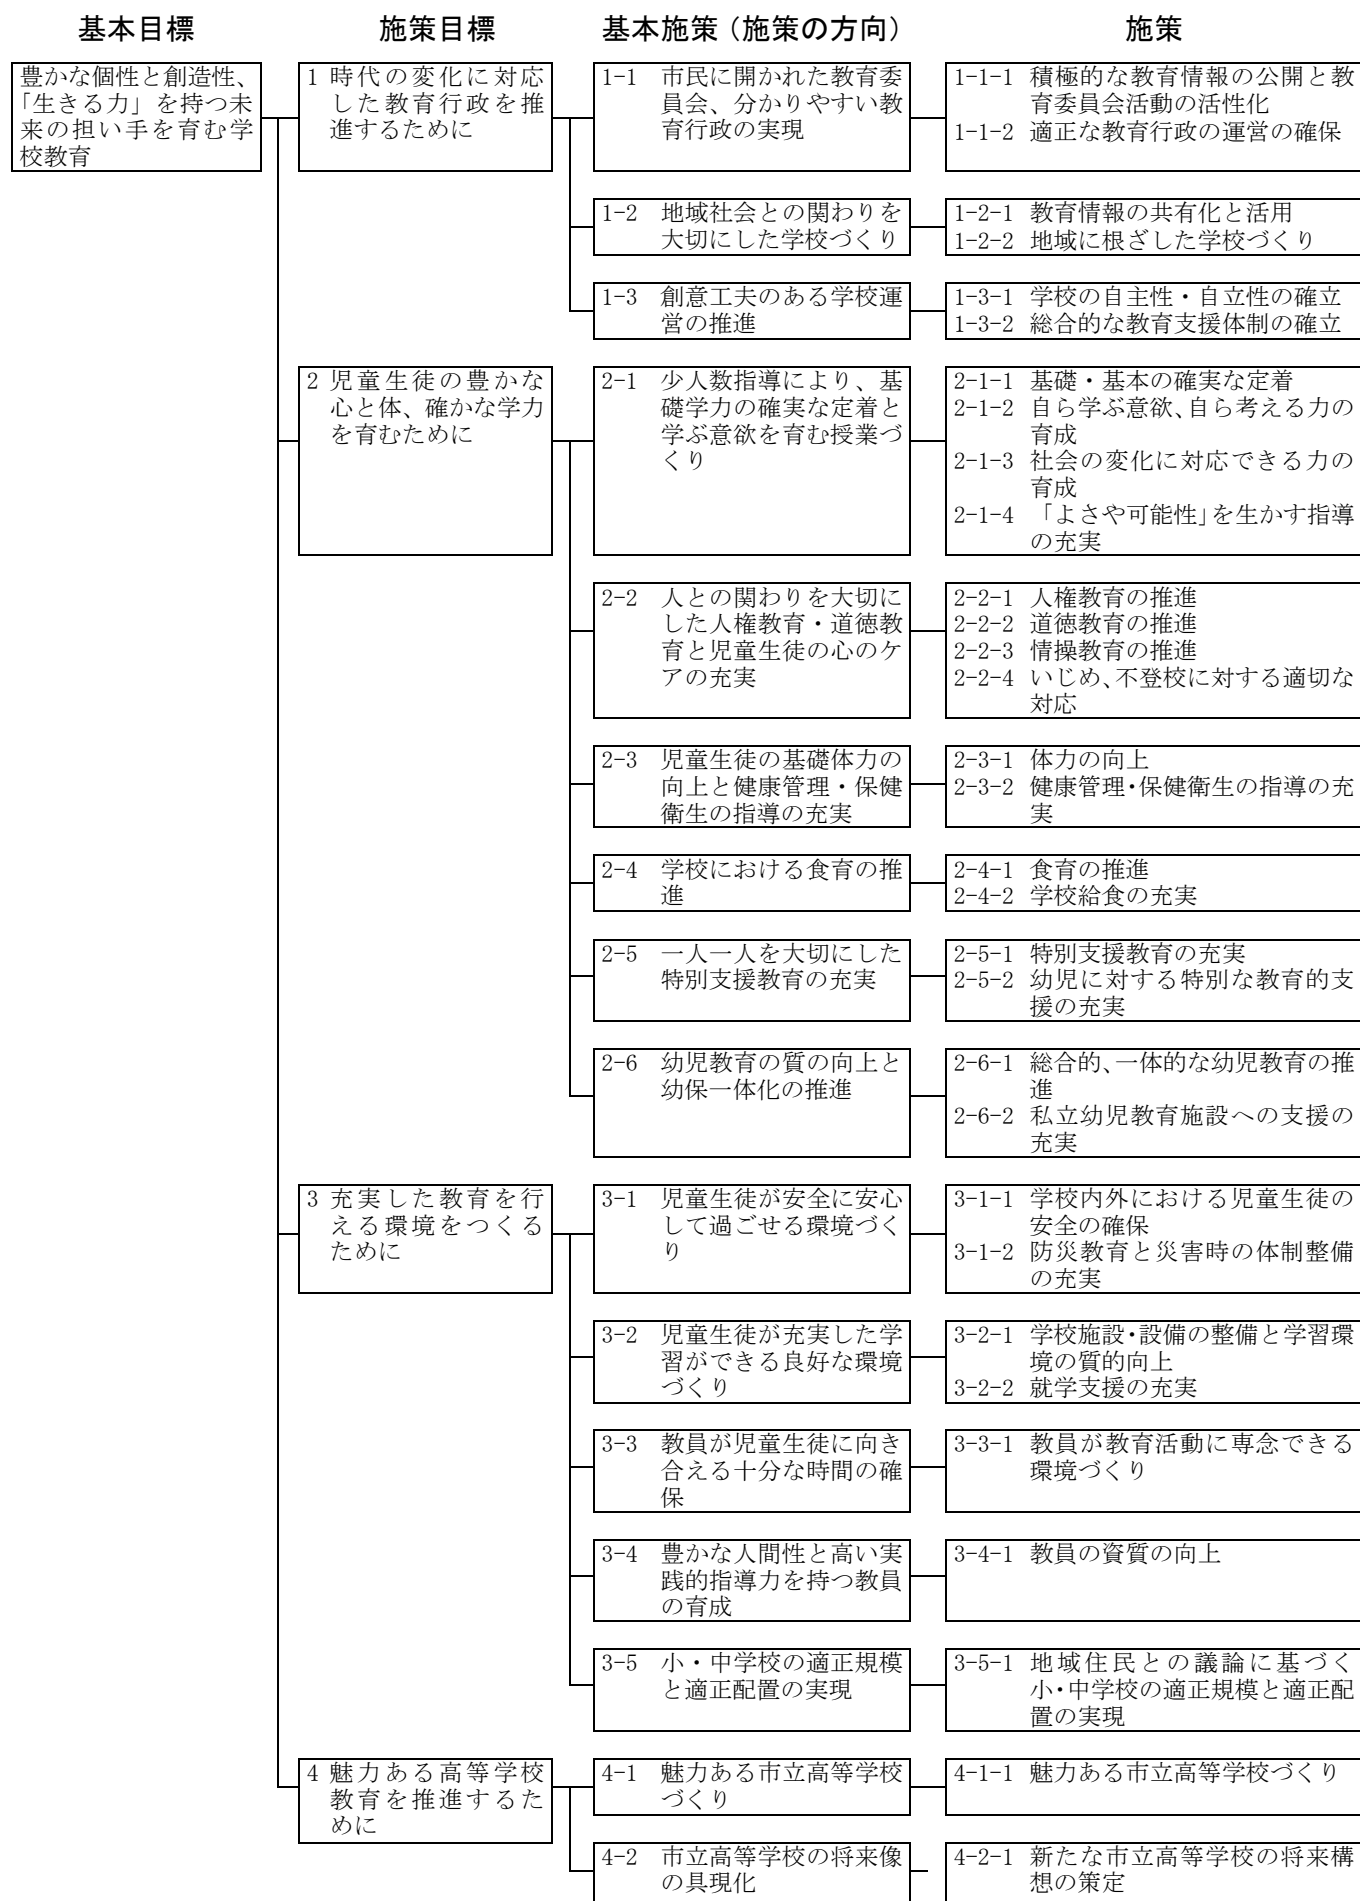 基本目標
施策目標
基本施策（施策の方向）
施策
豊かな個性と創造性、
「生きる力」を持つ未
来の担い手を育む学
校教育
1 時代の変化に対応
した教育行政を推
進するために
1-1 市民に開かれた教育委
員会、分かりやすい教
育行政の実現
1-1-1 積極的な教育情報の公開と教
育委員会活動の活性化
1-1-2 適正な教育行政の運営の確保
1-2 地域社会との関わりを
大切にした学校づくり
1-2-1 教育情報の共有化と活用
1-2-2 地域に根ざした学校づくり
1-3 創意工夫のある学校運
営の推進
1-3-1 学校の自主性・自立性の確立
1-3-2 総合的な教育支援体制の確立
2 児童生徒の豊かな
心と体、確かな学力
を育むために
2-1 少人数指導により、基
礎学力の確実な定着と
学ぶ意欲を育む授業づ
くり
2-1-1 基礎・基本の確実な定着
2-1-2 自ら学ぶ意欲、自ら考える力の
育成
2-1-3 社会の変化に対応できる力の
育成
2-1-4 「よさや可能性」を生かす指導
の充実
2-2 人との関わりを大切に
した人権教育・道徳教
育と児童生徒の心のケ
アの充実
2-2-1 人権教育の推進
2-2-2 道徳教育の推進
2-2-3 情操教育の推進
2-2-4 いじめ、不登校に対する適切な
対応
2-3 児童生徒の基礎体力の
向上と健康管理・保健
衛生の指導の充実
2-3-1 体力の向上
2-3-2 健康管理・保健衛生の指導の充
実
2-4 学校における食育の推
進
2-4-1 食育の推進
2-4-2 学校給食の充実
2-5 一人一人を大切にした
特別支援教育の充実
2-5-1 特別支援教育の充実
2-5-2 幼児に対する特別な教育的支
援の充実
2-6 幼児教育の質の向上と
幼保一体化の推進
2-6-1 総合的、一体的な幼児教育の推
進
2-6-2 私立幼児教育施設への支援の
充実
3 充実した教育を行
える環境をつくる
ために
3-1 児童生徒が安全に安心
して過ごせる環境づく
り
3-1-1 学校内外における児童生徒の
安全の確保
3-1-2 防災教育と災害時の体制整備
の充実
3-2 児童生徒が充実した学
習ができる良好な環境
づくり
3-2-1 学校施設・設備の整備と学習環
境の質的向上
3-2-2 就学支援の充実
3-3 教員が児童生徒に向き
合える十分な時間の確
保
3-3-1 教員が教育活動に専念できる
環境づくり
3-4 豊かな人間性と高い実
践的指導力を持つ教員
の育成
3-4-1 教員の資質の向上
3-5 小・中学校の適正規模
と適正配置の実現
3-5-1 地域住民との議論に基づく
小・中学校の適正規模と適正配
置の実現
4 魅力ある高等学校
教育を推進するた
めに
4-1 魅力ある市立高等学校
づくり
4-1-1 魅力ある市立高等学校づくり
4-2 市立高等学校の将来像
の具現化
4-2-1 新たな市立高等学校の将来構
想の策定